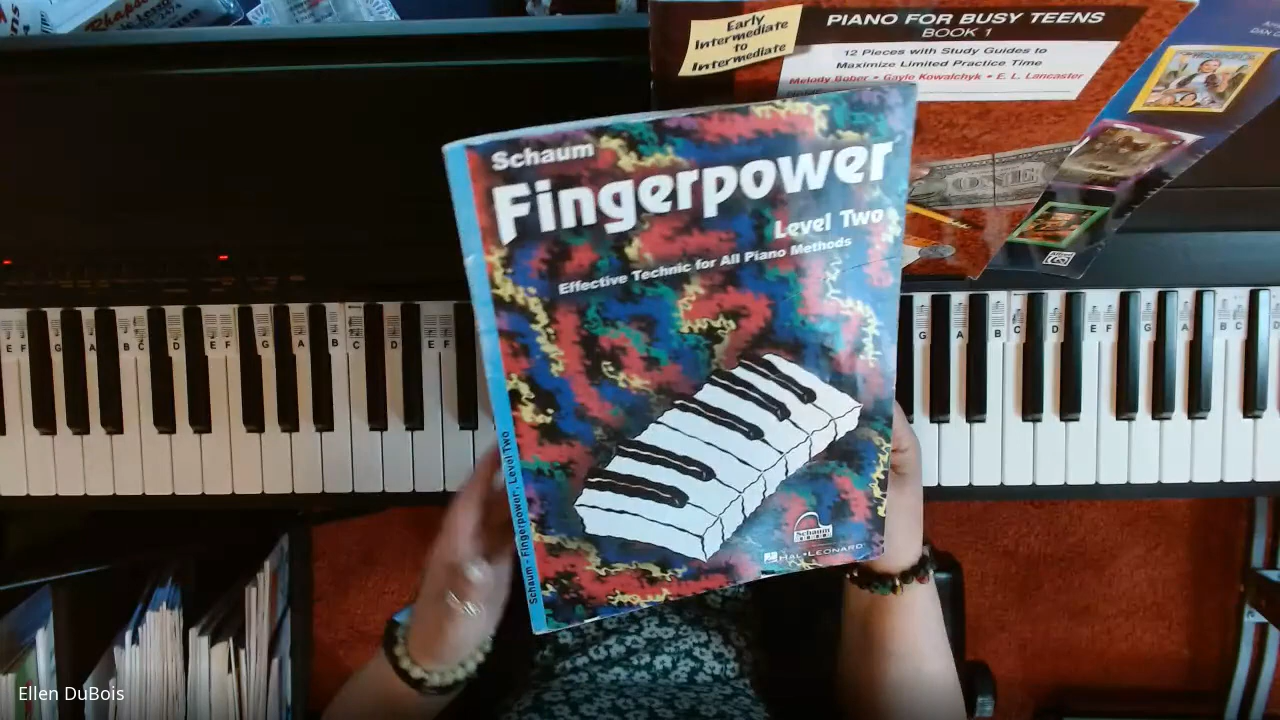 Early
Intermediate
to
Intermediate
PIANO FOR BUSY TEENS
BOOK 1
12 Pieces with Study Guides to
Maximize Limited Practice Time
Melody Bober • Gayle Kowalchyk • E. L. Lancaster
ONE
Schaum
Fingerpower
Level Two
Effective Technic for All Piano Methods
Schaum
HAL•LEONARD
Schaum - Fingerpower, Level Two
E F G A B C D E F G A B C D E F
G A B C D E F G A B C D
Ellen DuBois